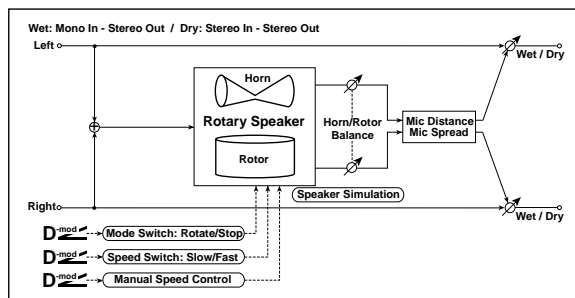 Wet: Mono In - Stereo Out / Dry: Stereo In - Stereo Out
Left
Wet / Dry
Horn
Rotary Speaker
Rotor
Horn/Rotor
Balance
Mic Distance
Mic Spread
Speaker Simulation
Right
Wet / Dry
D-mod
Mode Switch: Rotate/Stop
D-mod
Speed Switch: Slow/Fast
D-mod
Manual Speed Control